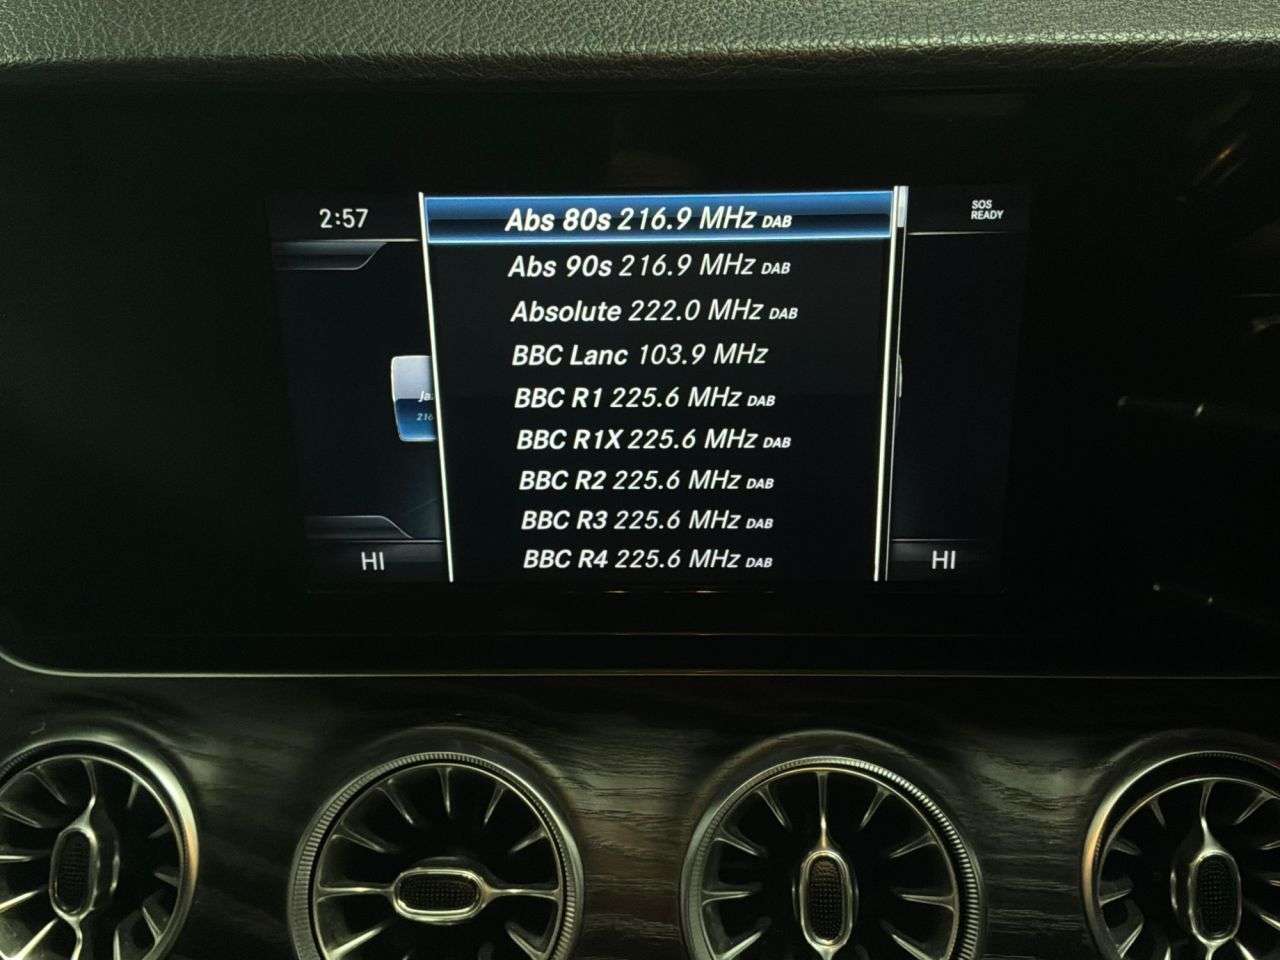 2:57
SOS
READY
Abs 80s 216.9 MHz DAB
Abs 90s 216.9 MHz DAB
Absolute 222.0 MHz DAB
BBC Lanc 103.9 MHz
BBC R1 225.6 MHz DAB
BBC R1X 225.6 MHz DAB
BBC R2 225.6 MHz DAB
BBC R3 225.6 MHz DAB
BBC R4 225.6 MHz DAB
HI
HI